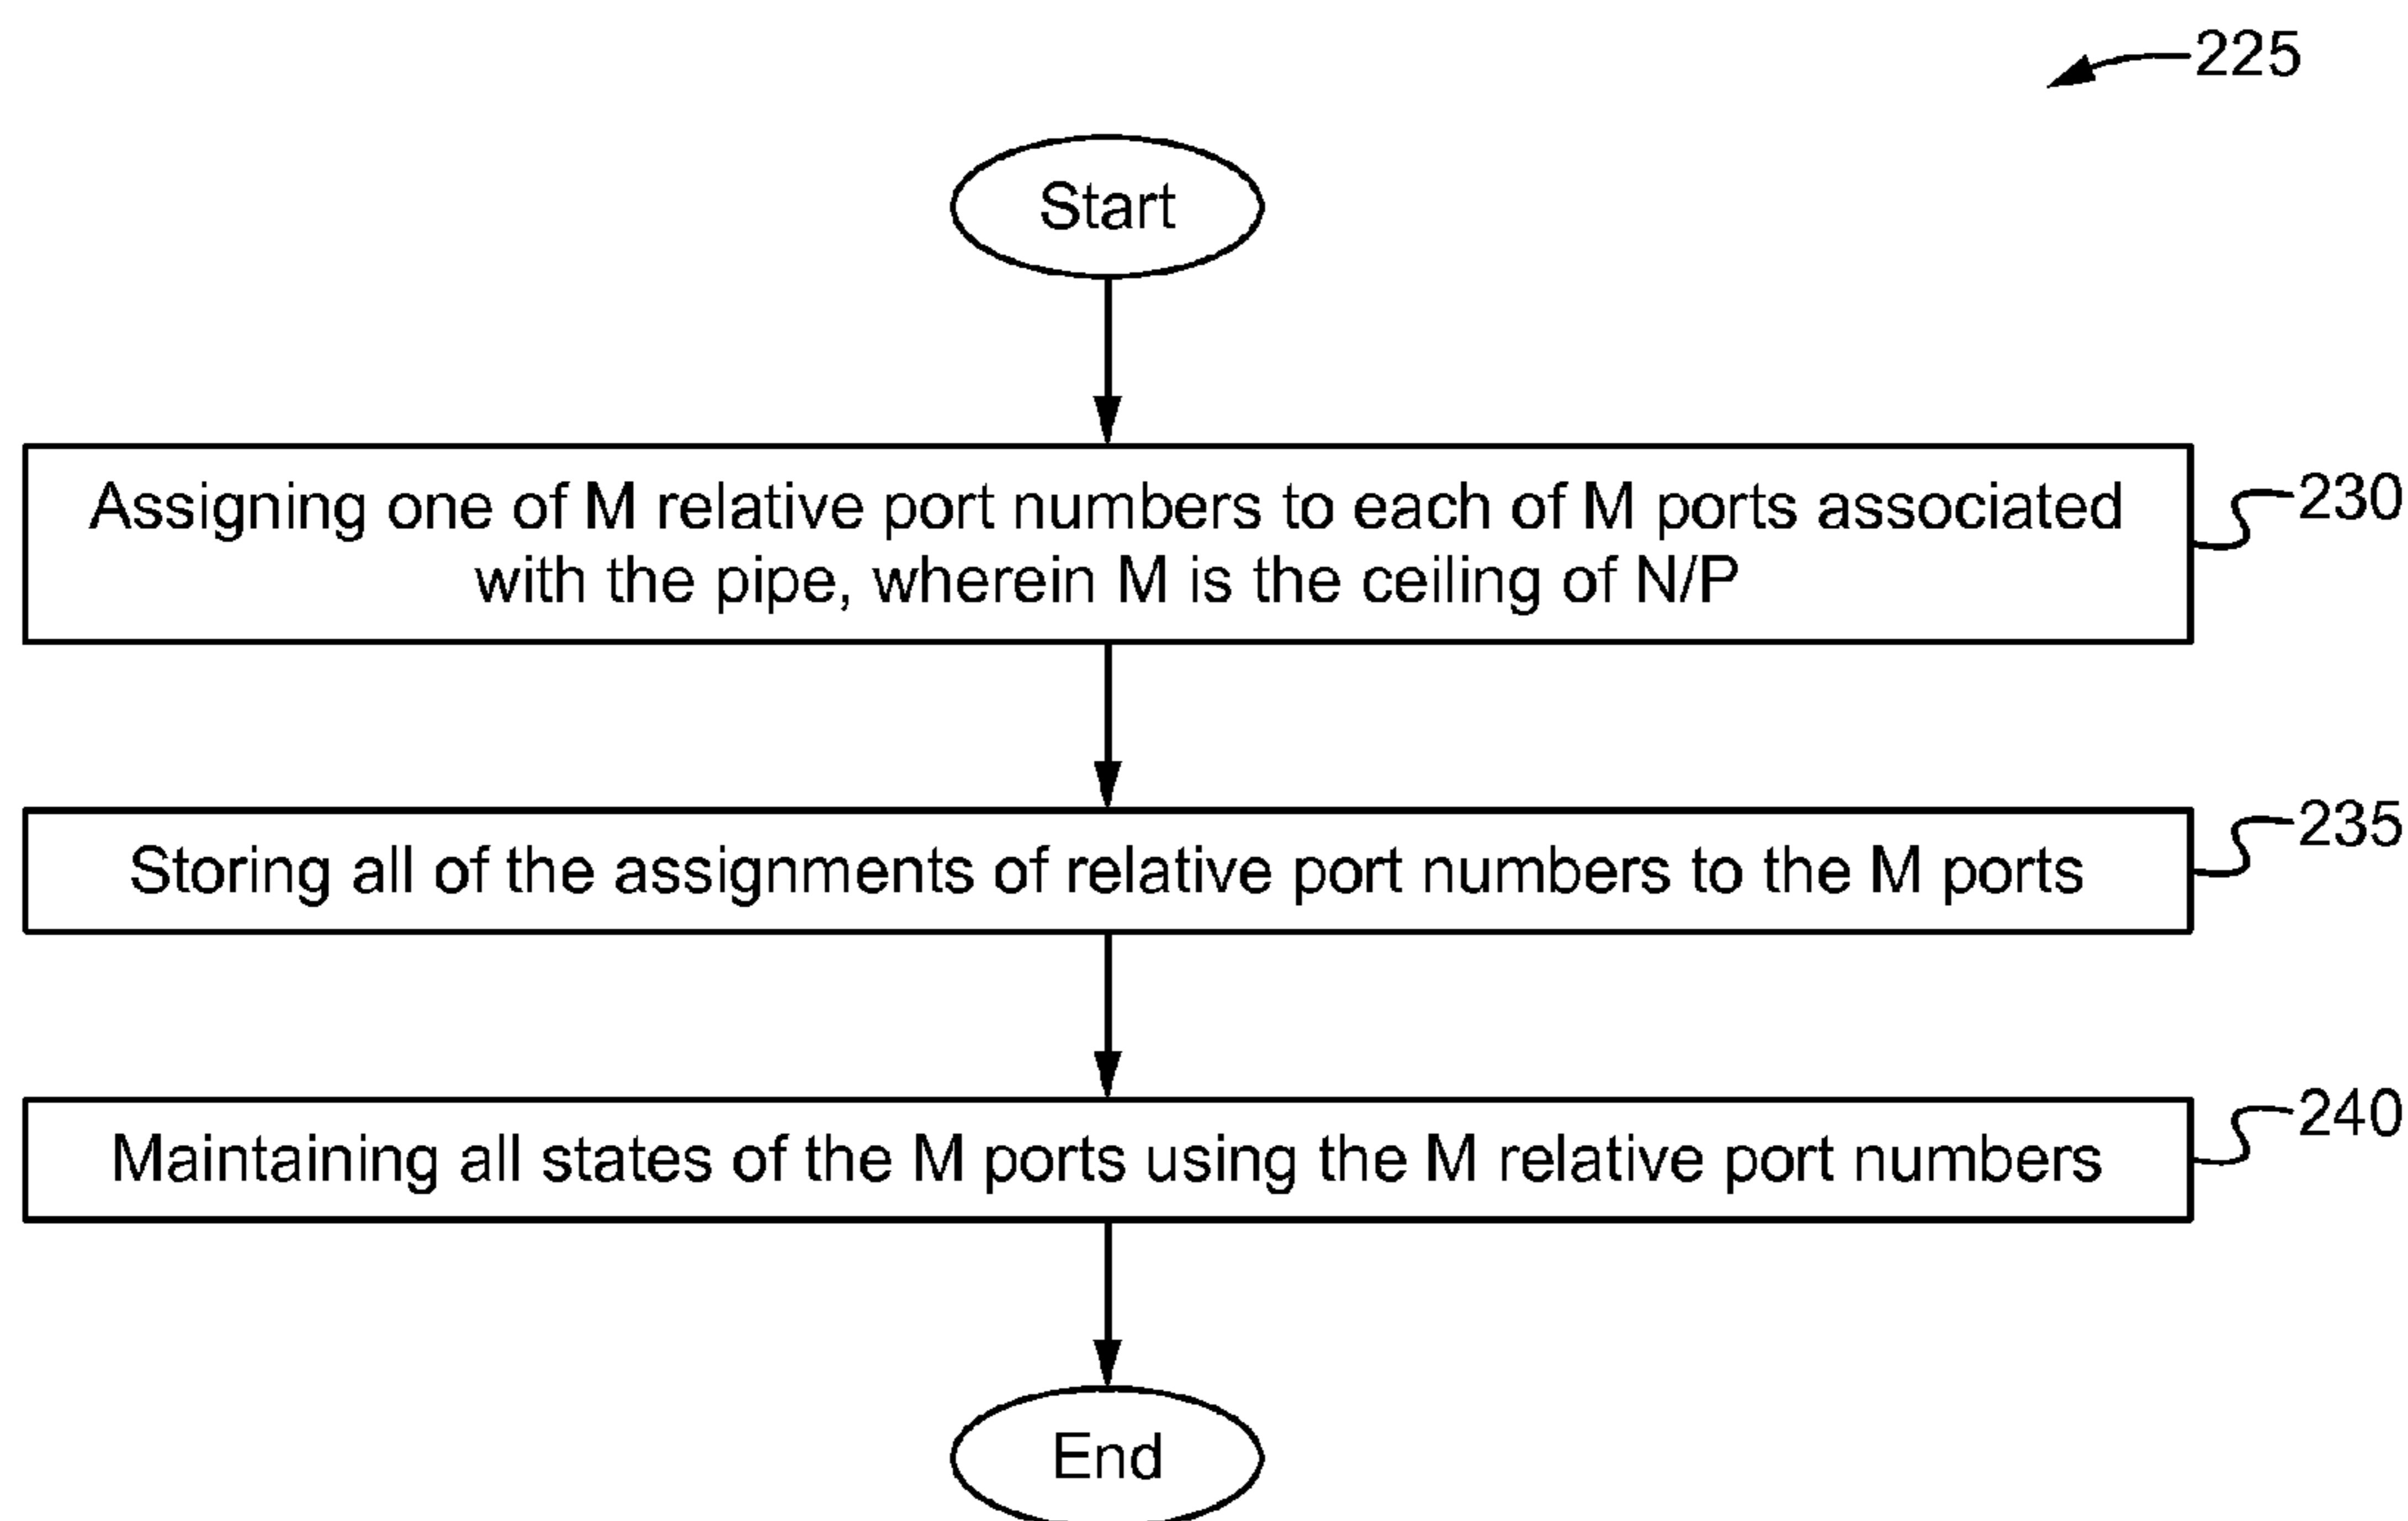 225
Start
Assigning one of M relative port numbers to each of M ports associated
with the pipe, wherein M is the ceiling of N/P
230
Storing all of the assignments of relative port numbers to the M ports
235
Maintaining all states of the M ports using the M relative port numbers
240
End